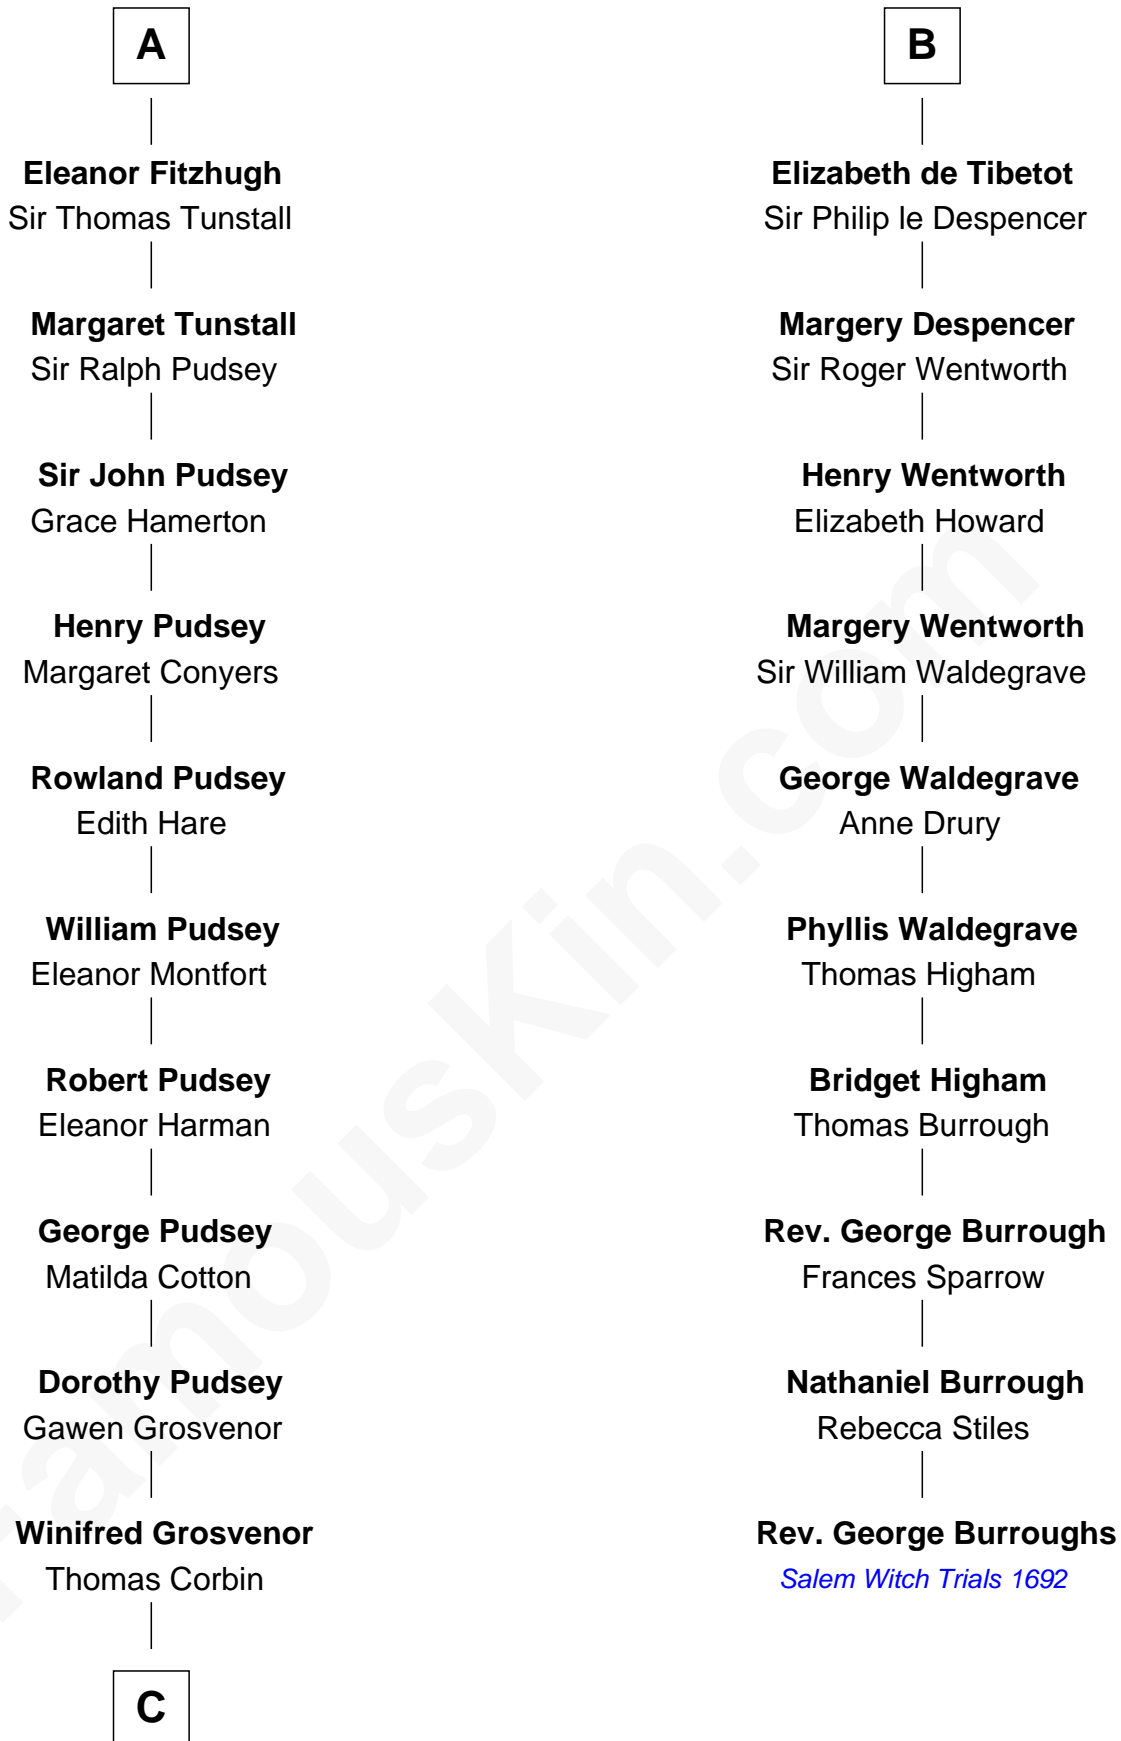 A
Eleanor Fitzhugh
Sir Thomas Tunstall
Margaret Tunstall
Sir Ralph Pudsey
Sir John Pudsey
Grace Hamerton
Henry Pudsey
Margaret Conyers
Rowland Pudsey
Edith Hare
William Pudsey
Eleanor Montfort
Robert Pudsey
Eleanor Harman
George Pudsey
Matilda Cotton
Dorothy Pudsey
Gawen Grosvenor
Winifred Grosvenor
Thomas Corbin
C
B
Elizabeth de Tibetot
Sir Philip le Despencer
Margery Despencer
Sir Roger Wentworth
Henry Wentworth
Elizabeth Howard
Margery Wentworth
Sir William Waldegrave
George Waldegrave
Anne Drury
Phyllis Waldegrave
Thomas Higham
Bridget Higham
Thomas Burrough
Rev. George Burrough
Frances Sparrow
Nathaniel Burrough
Rebecca Stiles
Rev. George Burroughs
Salem Witch Trials 1692
FamousKin.com